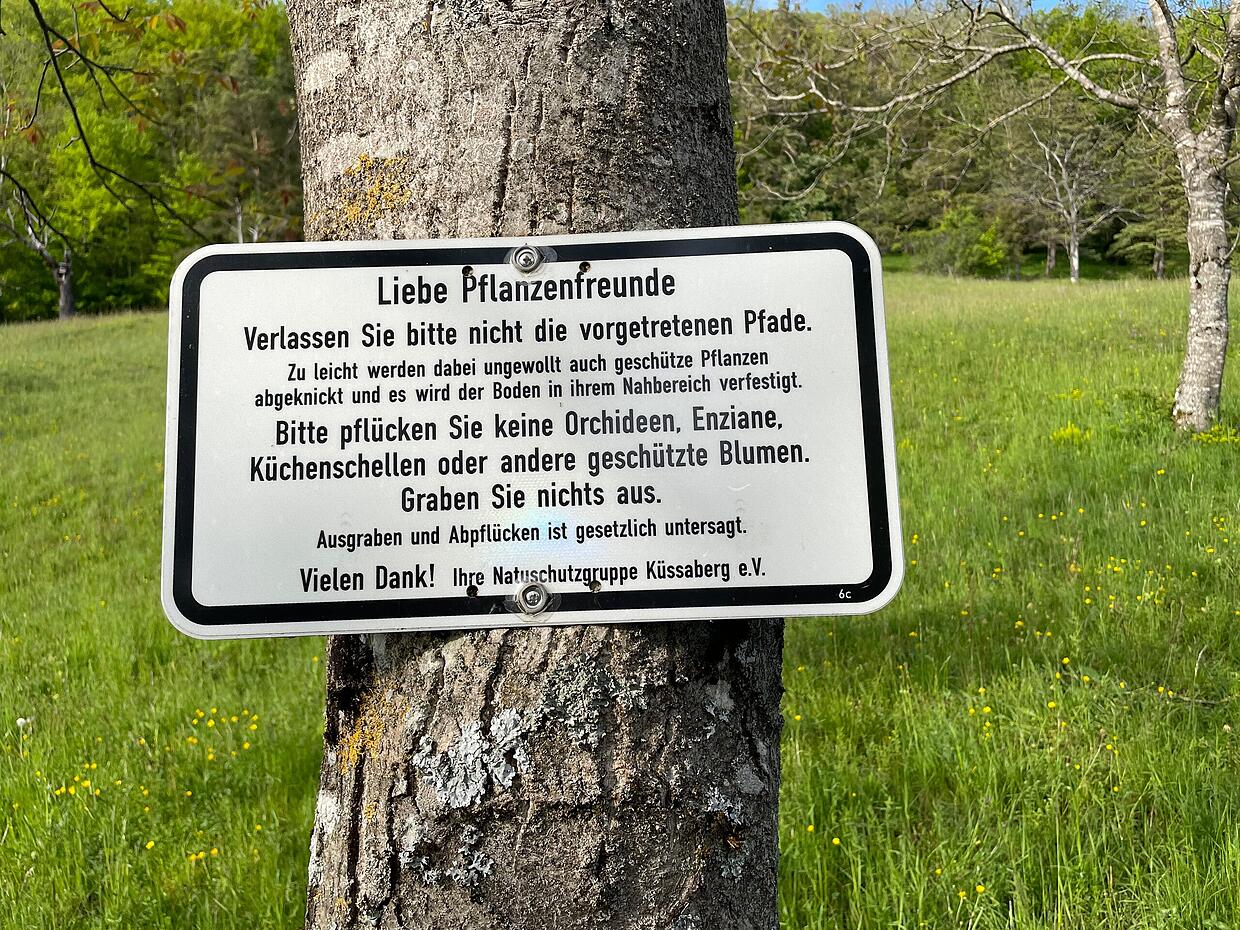 Liebe Pflanzenfreunde
Verlassen Sie bitte nicht die vorgetretenen Pfade.
Zu leicht werden dabei ungewollt auch geschütze Pflanzen
abgeknickt und es wird der Boden in ihrem Nahbereich verfestigt.
Bitte pflücken Sie keine Orchideen, Enziane,
Küchenschellen oder andere geschützte Blumen.
Graben Sie nichts aus.
Ausgraben und Abpflücken ist gesetzlich untersagt.
Vielen Dank! Ihre Natuschutzgruppe Küssaberg e.V.
6c